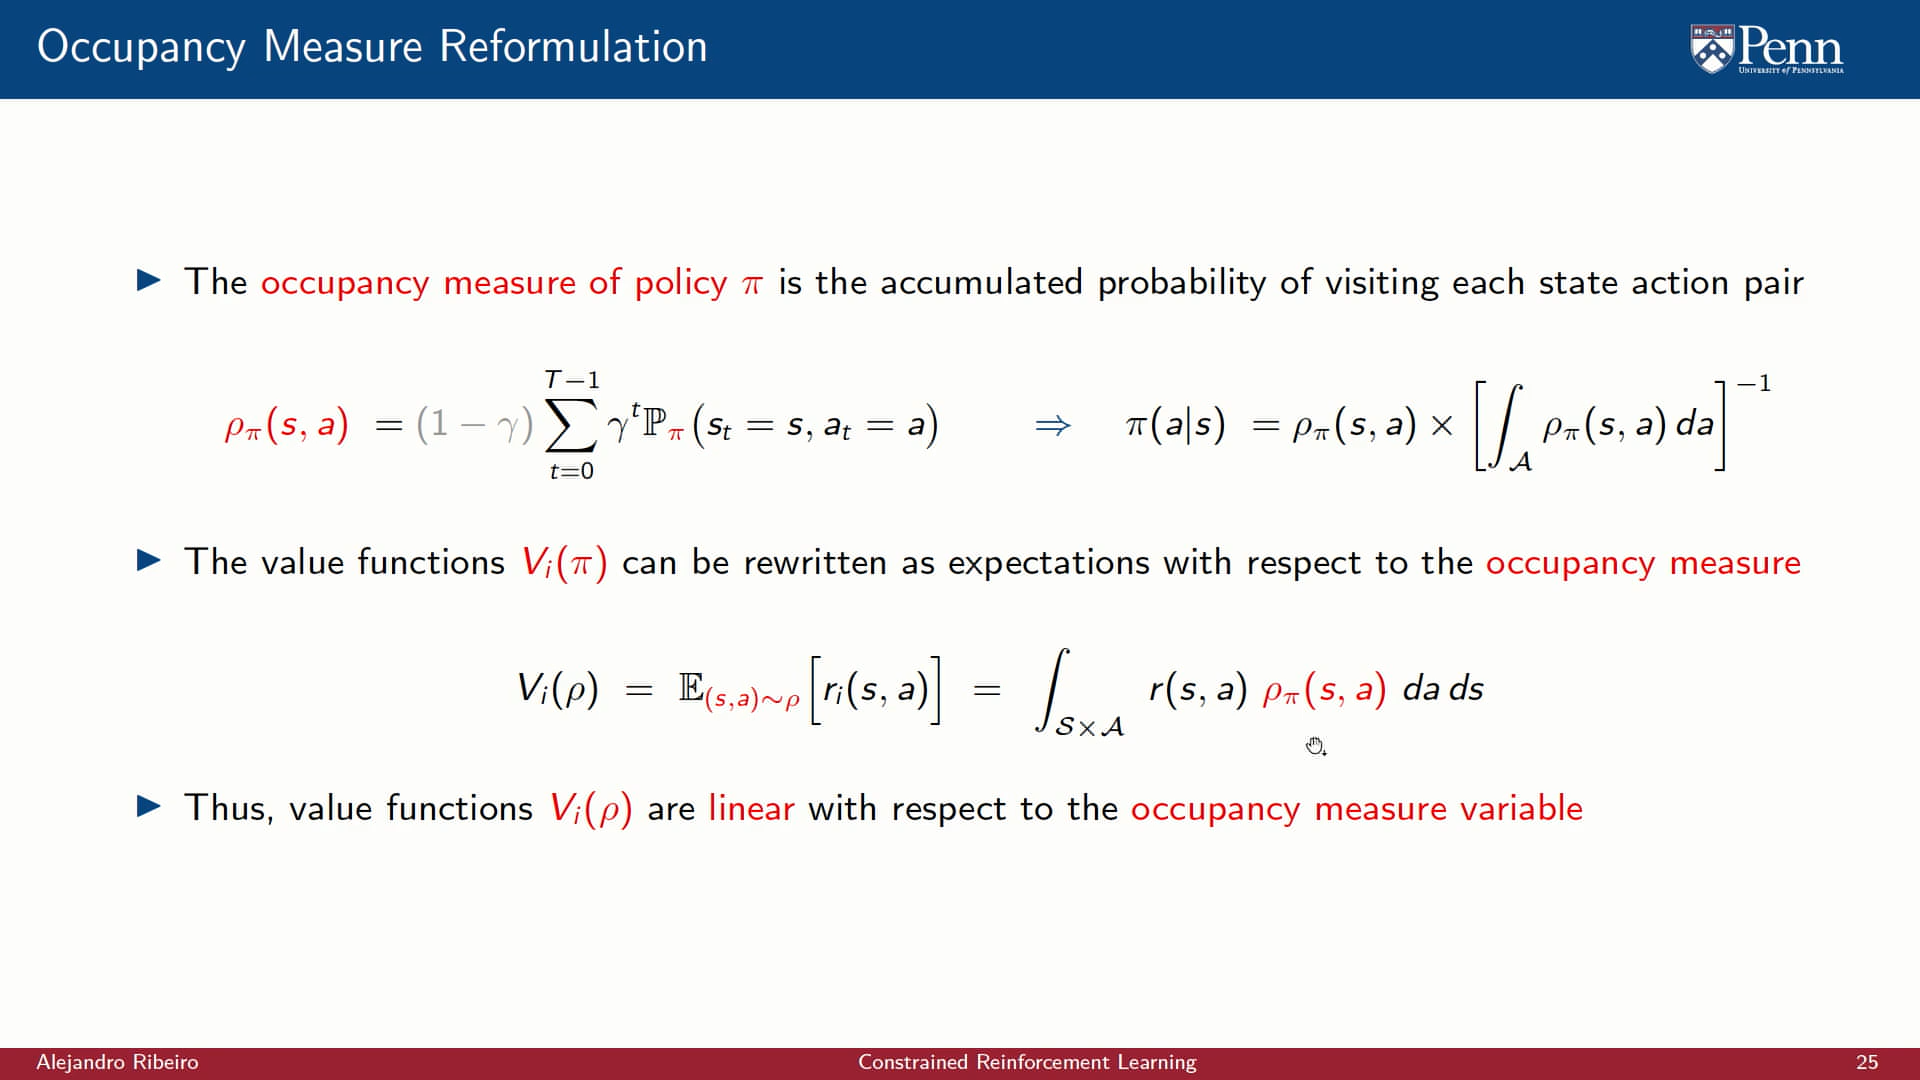 Occupancy Measure Reformulation
Penn
UNIVERSITY of PENNSYLVANIA
▶ The occupancy measure of policy π is the accumulated probability of visiting each state action pair
ρ_π(s, a) = (1 − γ) ∑_{t=0}^{T−1} γ^t ℙ_π(s_t = s, a_t = a) ⇒ π(a|s) = ρ_π(s, a) × [∫_𝒜 ρ_π(s, a) da]^{−1}
▶ The value functions V_i(π) can be rewritten as expectations with respect to the occupancy measure
V_i(ρ) = 𝔼_{(s,a)∼ρ}[r_i(s, a)] = ∫_{𝒮×𝒜} r(s, a) ρ_π(s, a) da ds
▶ Thus, value functions V_i(ρ) are linear with respect to the occupancy measure variable
Alejandro Ribeiro
Constrained Reinforcement Learning
25